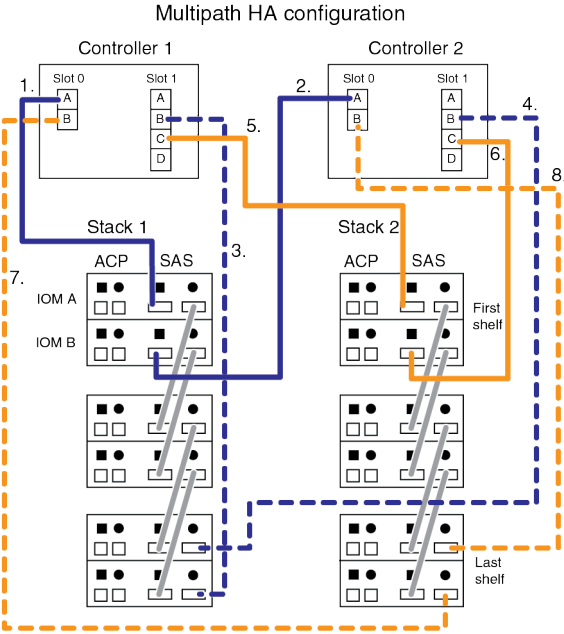 Multipath HA configuration
Controller 1
Controller 2
1.
Slot 0
Slot 1
2.
Slot 0
Slot 1
4.
A
B
A
B
C
D
5.
A
B
A
B
C
D
6.
8.
Stack 1
3.
Stack 2
7.
ACP
SAS
ACP
SAS
IOM A
IOM B
First
shelf
Last
shelf